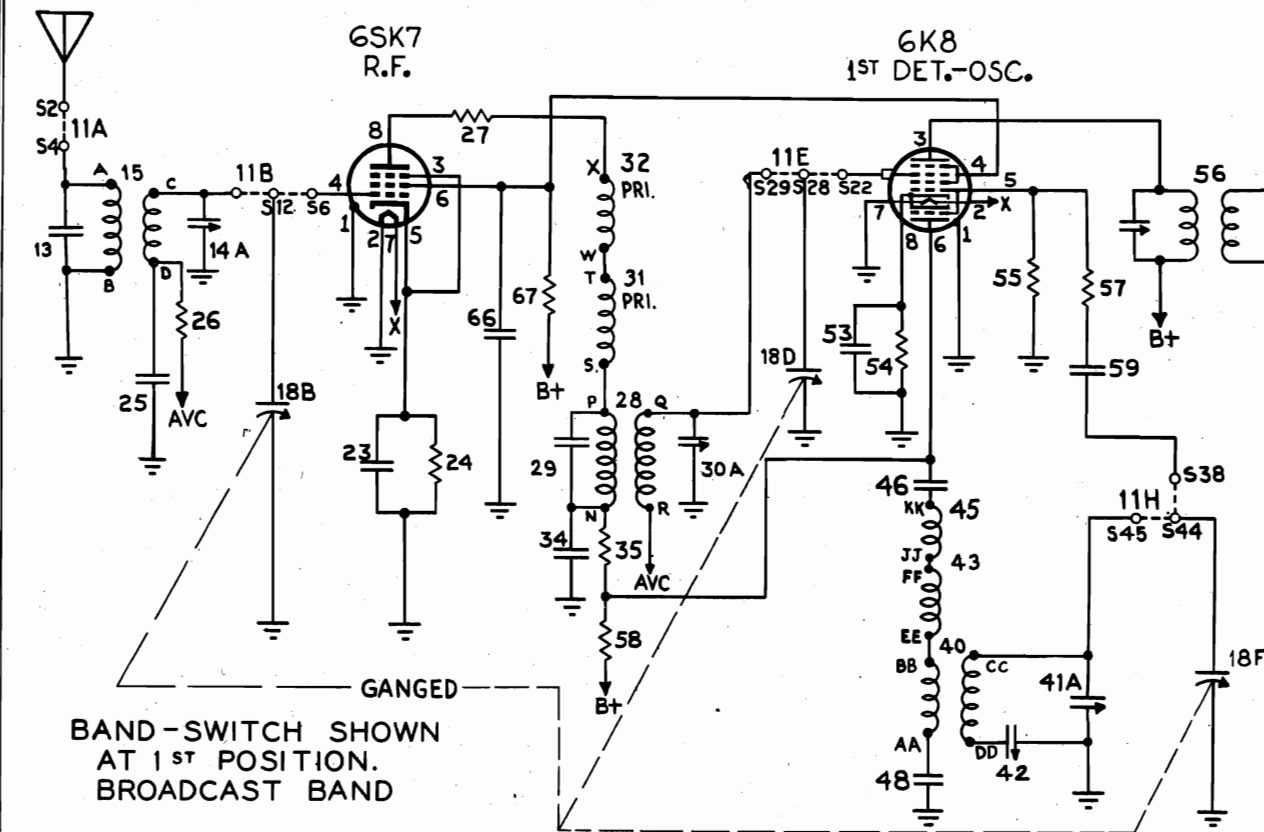 6SK7
R.F.
6K8
1ST DET.-OSC.
S2
11A
S4
A
15
C
11B
S12
S6
4
8
27
3
6
1
2
7
5
X
13
B
D
14A
26
25
AVC
18B
23
24
66
67
B+
X
32
PRI.
W
T
31
PRI.
S
P
28
Q
29
30A
N
R
34
35
AVC
58
B+
11E
S29
S28
S22
3
4
5
2
X
7
8
6
1
18D
53
54
55
57
59
56
B+
S38
11H
S45
S44
46
KK
45
JJ
43
FF
EE
40
BB
CC
41A
AA
DD
42
48
18F
GANGED
BAND-SWITCH SHOWN
AT 1ST POSITION.
BROADCAST BAND